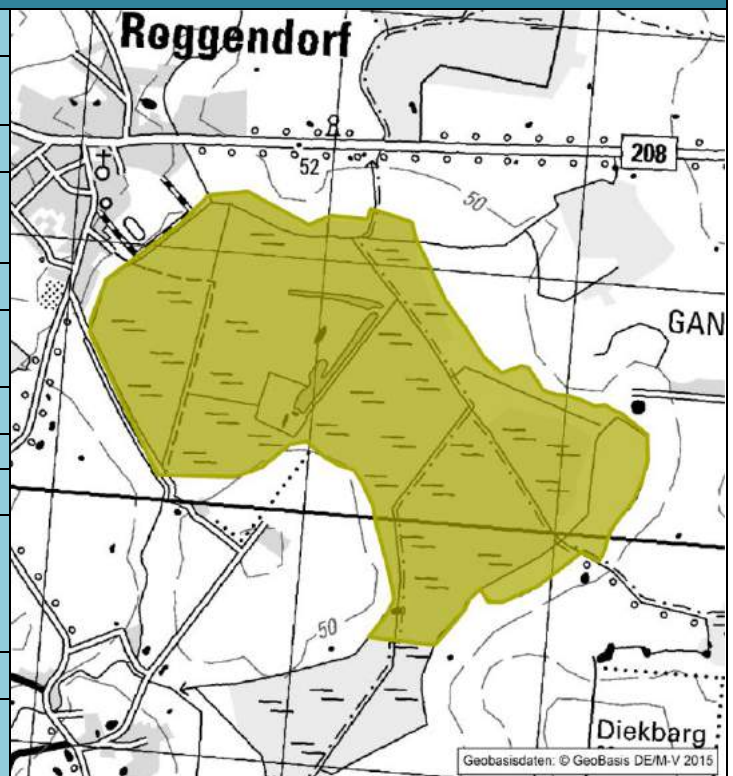 Roggendorf
208
52
50
GAN
50
Diekbarg
Geobasisdaten: © GeoBasis DE/M-V 2015